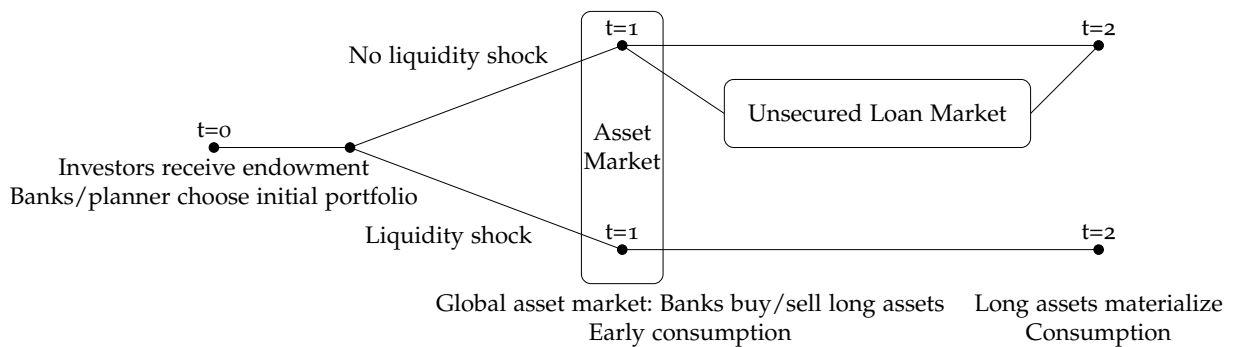 t=1
t=2
No liquidity shock
Unsecured Loan Market
t=0
Asset
Market
Investors receive endowment
Banks/planner choose initial portfolio
Liquidity shock
t=1
t=2
Global asset market: Banks buy/sell long assets
Early consumption
Long assets materialize
Consumption